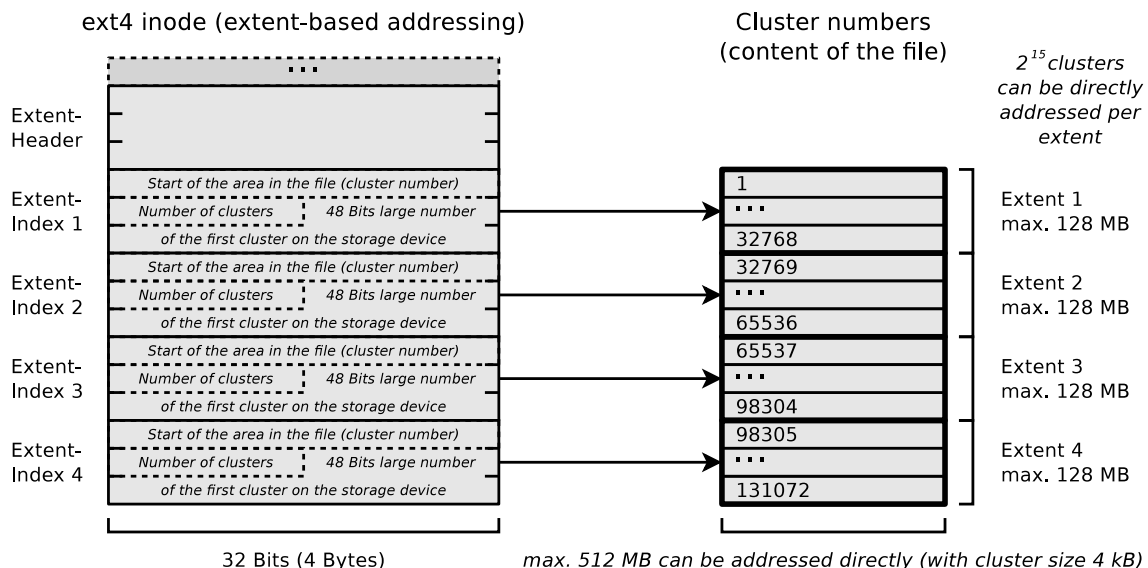 ext4 inode (extent-based addressing)
Cluster numbers
(content of the file)
2^15 clusters
can be directly
addressed per
extent
...
Extent-
Header
Extent-
Index 1
Start of the area in the file (cluster number)
Number of clusters
48 Bits large number
of the first cluster on the storage device
1
...
32768
Extent 1
max. 128 MB
Extent-
Index 2
Start of the area in the file (cluster number)
Number of clusters
48 Bits large number
of the first cluster on the storage device
32769
...
65536
Extent 2
max. 128 MB
Extent-
Index 3
Start of the area in the file (cluster number)
Number of clusters
48 Bits large number
of the first cluster on the storage device
65537
...
98304
Extent 3
max. 128 MB
Extent-
Index 4
Start of the area in the file (cluster number)
Number of clusters
48 Bits large number
of the first cluster on the storage device
98305
...
131072
Extent 4
max. 128 MB
32 Bits (4 Bytes)
max. 512 MB can be addressed directly (with cluster size 4 kB)